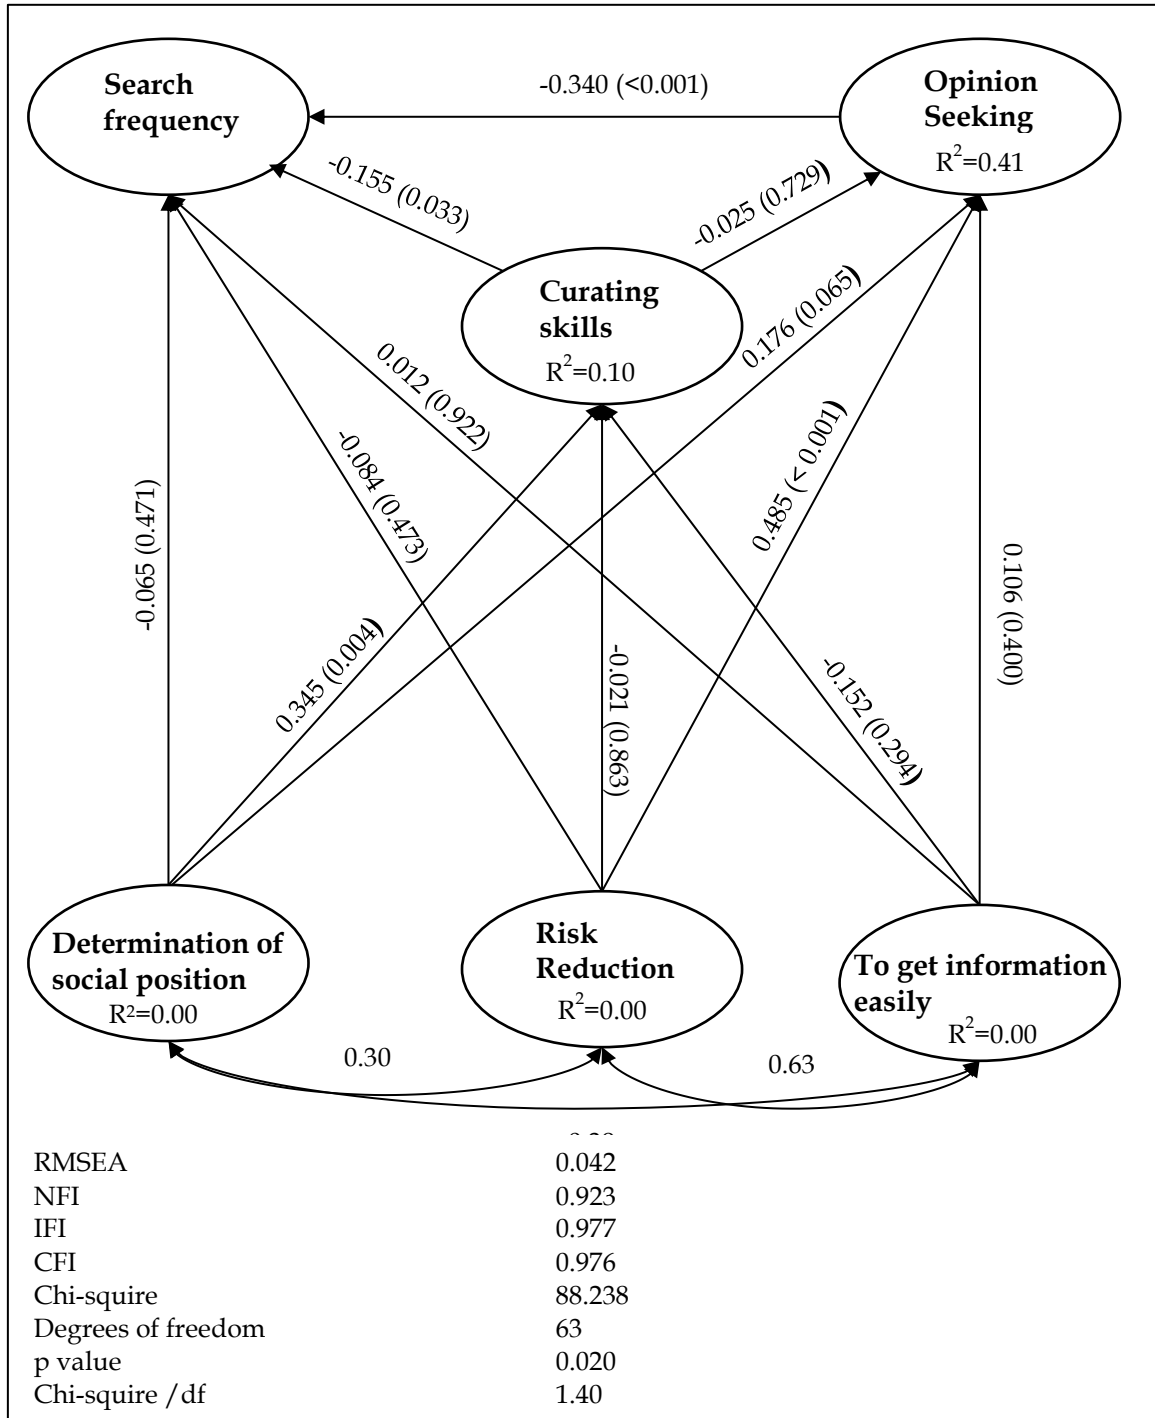 Search
frequency
-0.340 (<0.001)
Opinion
Seeking
R²=0.41
-0.155 (0.033)
-0.025 (0.729)
Curating
skills
R²=0.10
0.176 (0.065)
0.012 (0.922)
-0.084 (0.473)
0.485 (< 0.001)
-0.065 (0.471)
0.106 (0.400)
0.345 (0.004)
-0.021 (0.863)
-0.152 (0.294)
Determination of
social position
R²=0.00
Risk
Reduction
R²=0.00
To get information
easily
R²=0.00
0.30
0.63
RMSEA 0.042
NFI 0.923
IFI 0.977
CFI 0.976
Chi-squire 88.238
Degrees of freedom 63
p value 0.020
Chi-squire /df 1.40